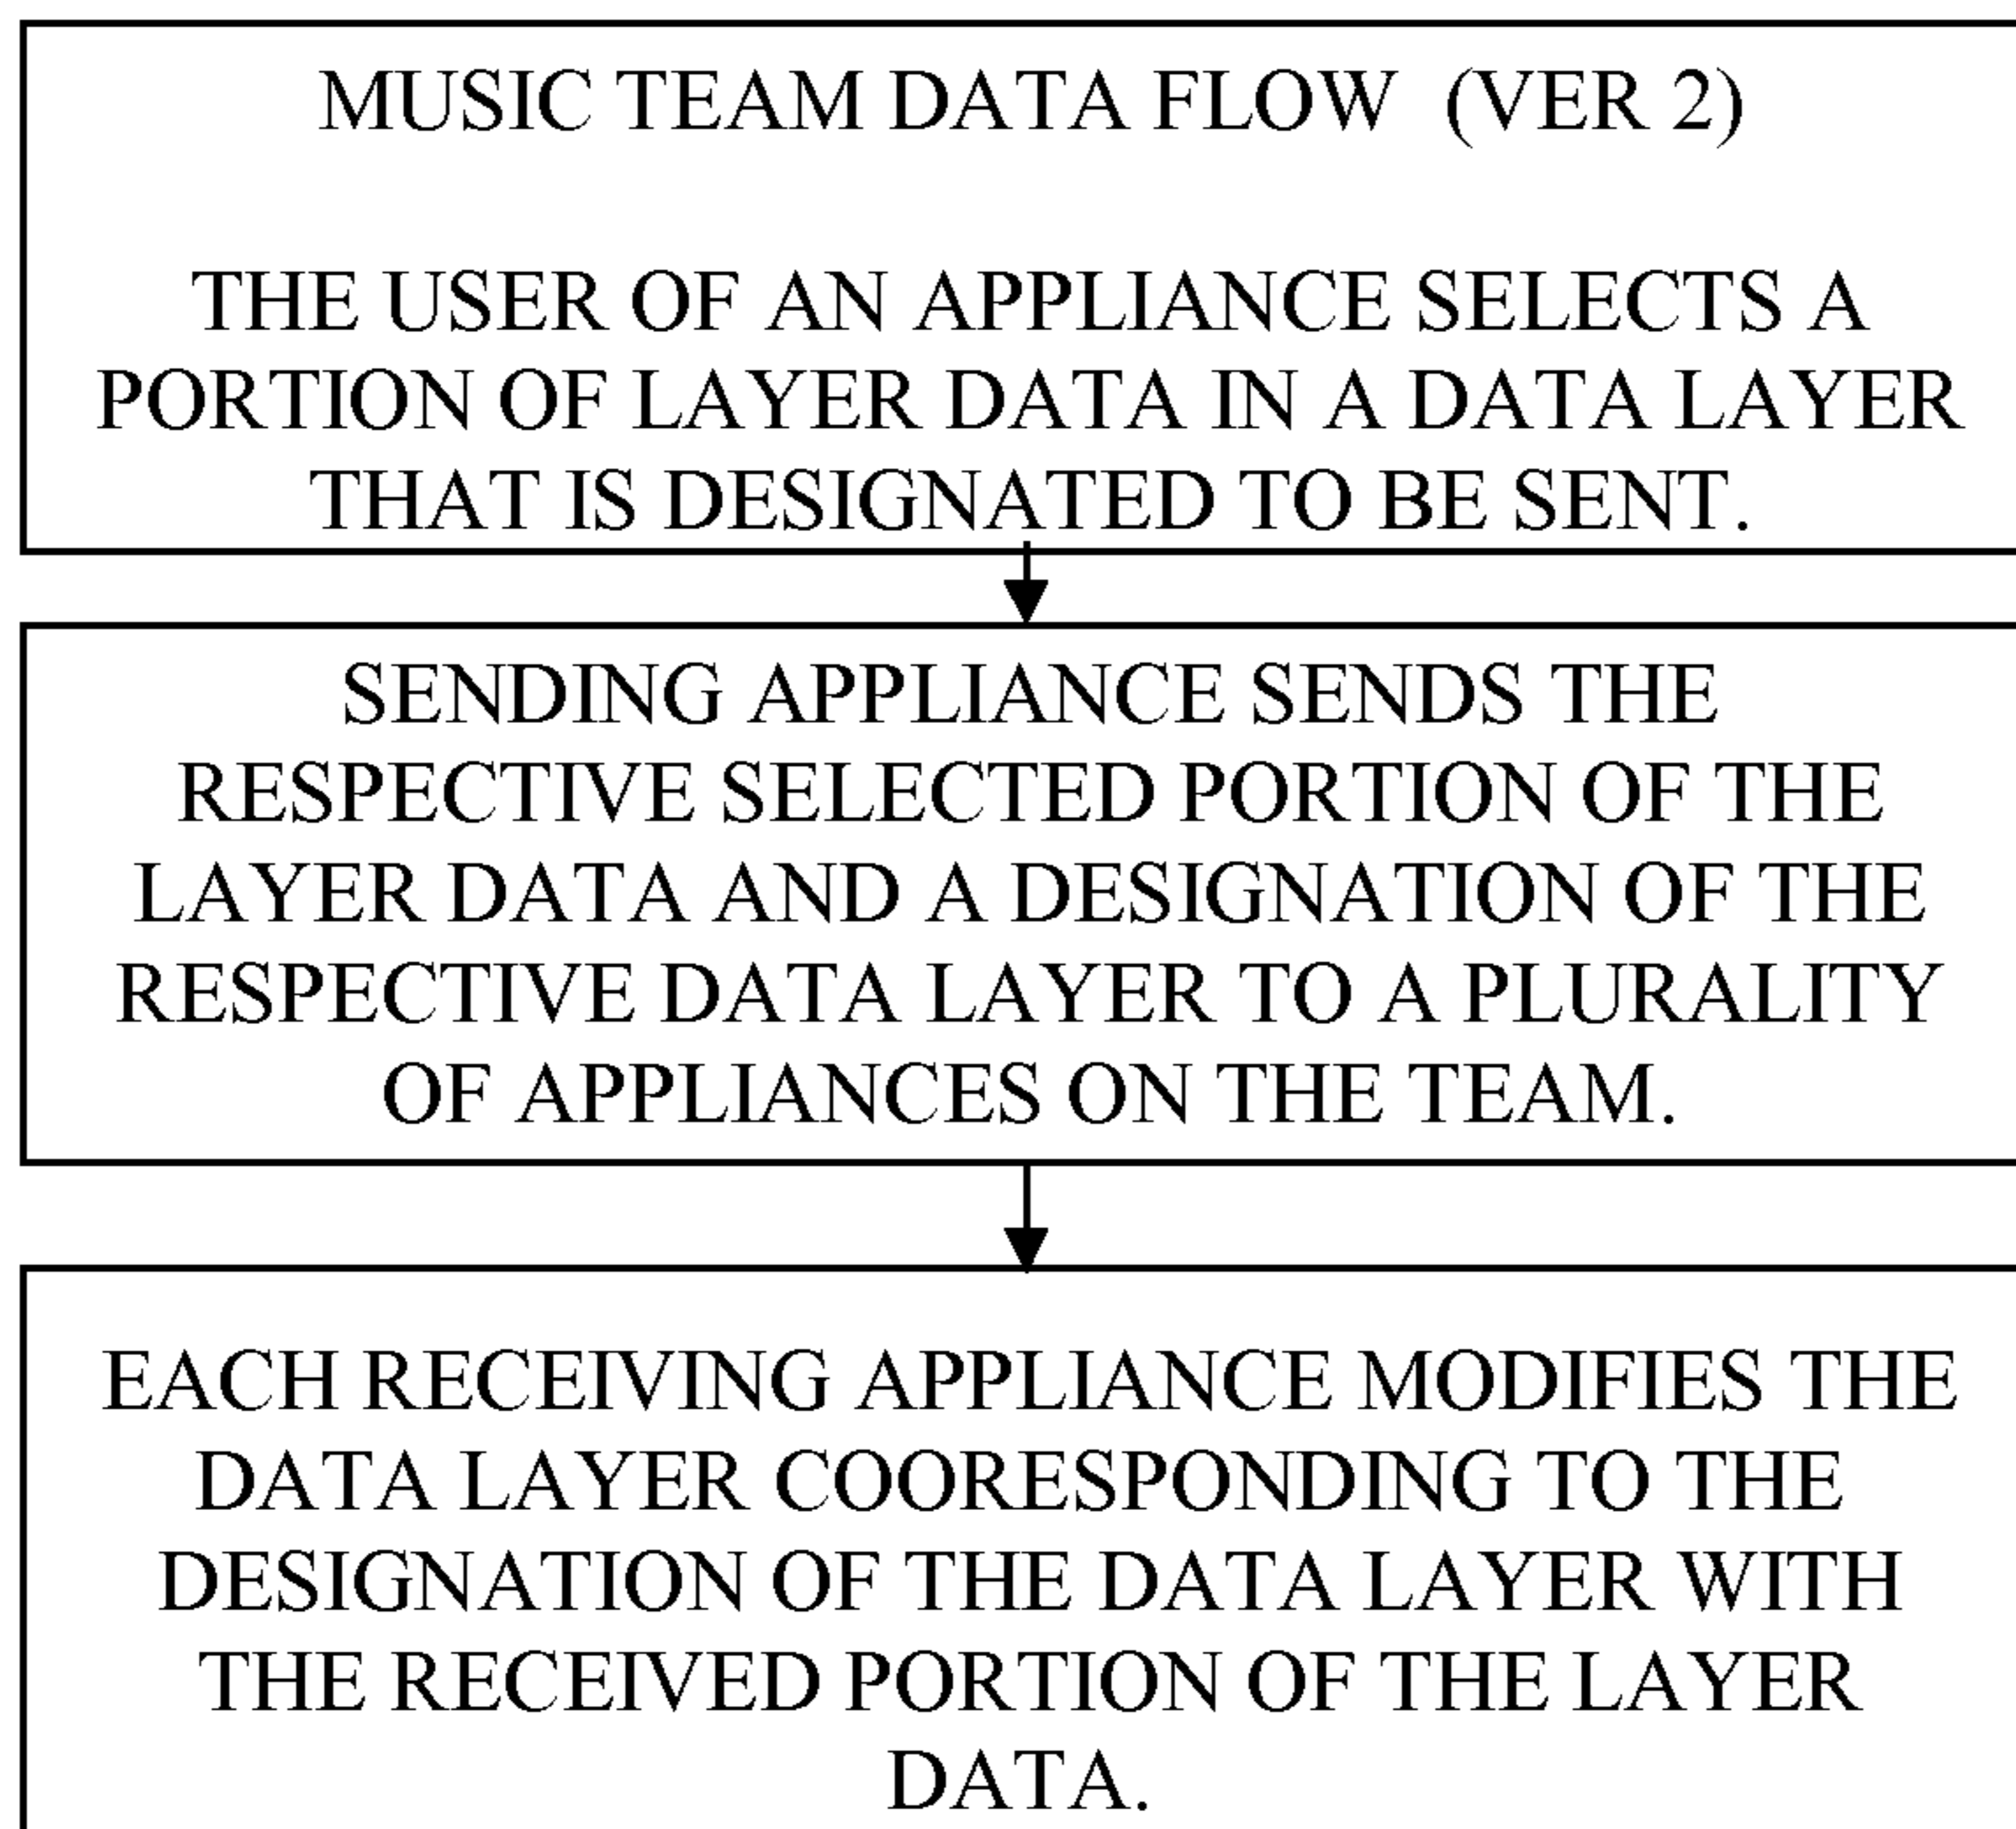 MUSIC TEAM DATA FLOW (VER 2)
THE USER OF AN APPLIANCE SELECTS A
PORTION OF LAYER DATA IN A DATA LAYER
THAT IS DESIGNATED TO BE SENT.
SENDING APPLIANCE SENDS THE
RESPECTIVE SELECTED PORTION OF THE
LAYER DATA AND A DESIGNATION OF THE
RESPECTIVE DATA LAYER TO A PLURALITY
OF APPLIANCES ON THE TEAM.
EACH RECEIVING APPLIANCE MODIFIES THE
DATA LAYER COORESPONDING TO THE
DESIGNATION OF THE DATA LAYER WITH
THE RECEIVED PORTION OF THE LAYER
DATA.